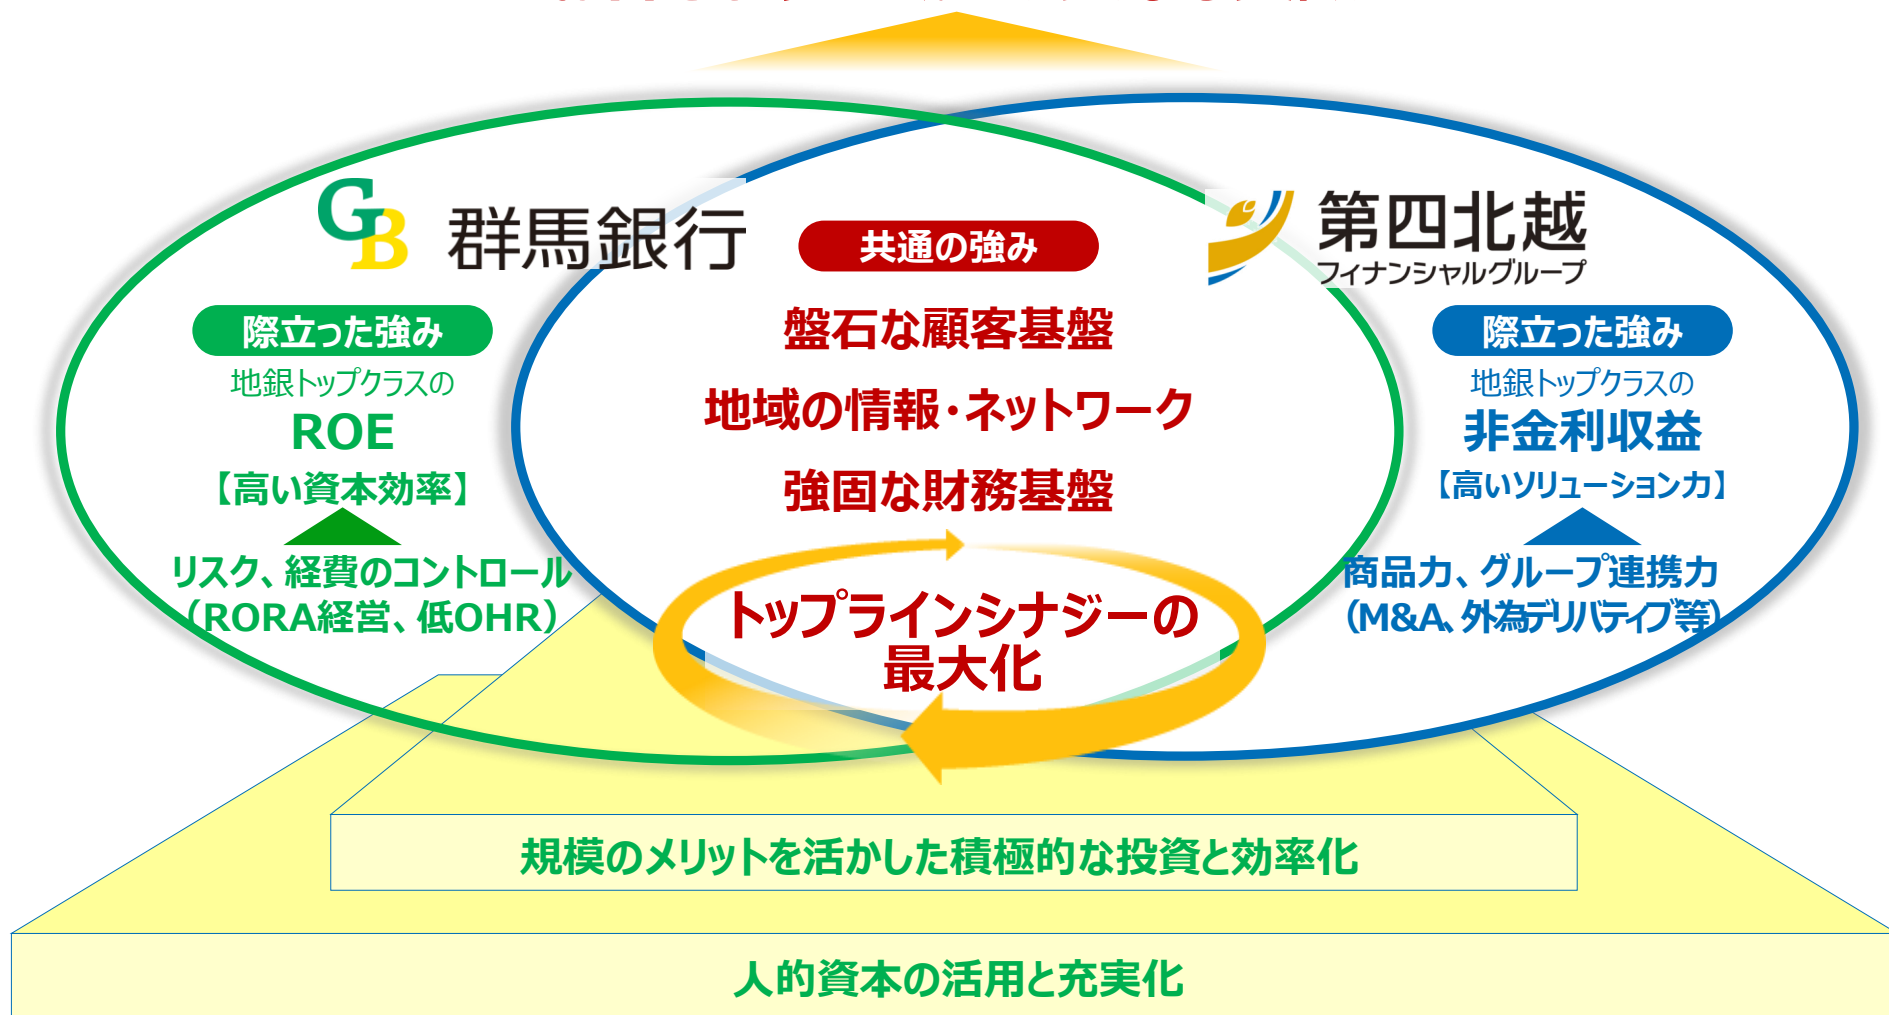 GB 群馬銀行
第四北越
フィナンシャルグループ
共通の強み
盤石な顧客基盤
地域の情報・ネットワーク
強固な財務基盤
際立った強み
地銀トップクラスの
ROE
【高い資本効率】
リスク、経費のコントロール
（RORA経営、低OHR）
際立った強み
地銀トップクラスの
非金利収益
【高いソリューション力】
商品力、グループ連携力
（M&A、外為デリバティブ等）
トップラインシナジーの
最大化
規模のメリットを活かした積極的な投資と効率化
人的資本の活用と充実化